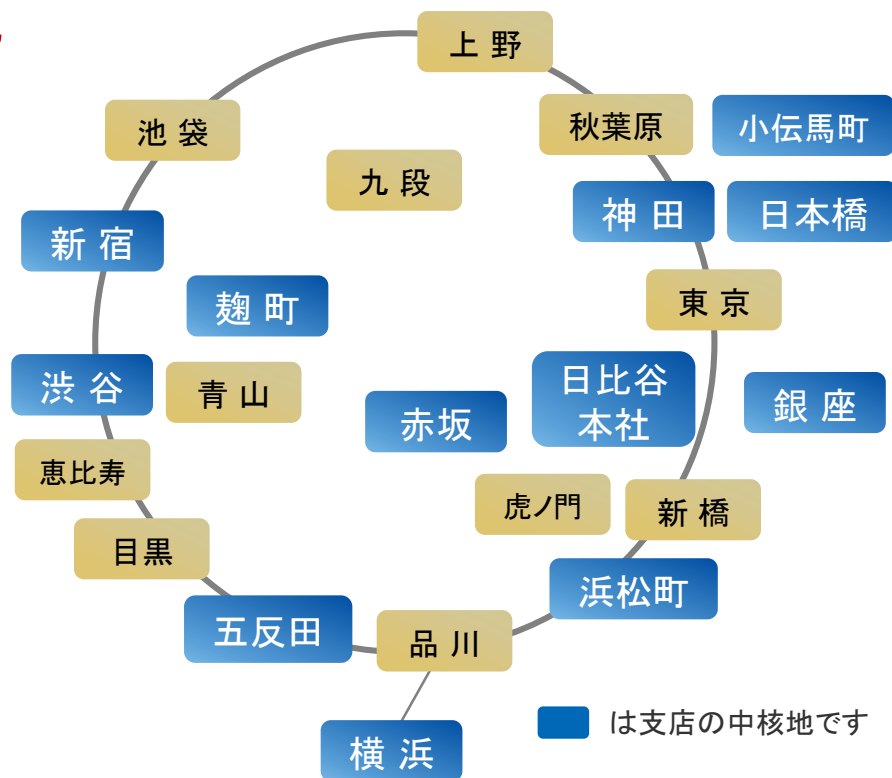 上野
池袋
秋葉原
小伝馬町
九段
神田
日本橋
新宿
麹町
東京
渋谷
青山
赤坂
日比谷
本社
銀座
恵比寿
虎ノ門
新橋
目黒
浜松町
五反田
品川
横浜
は支店の中核地です